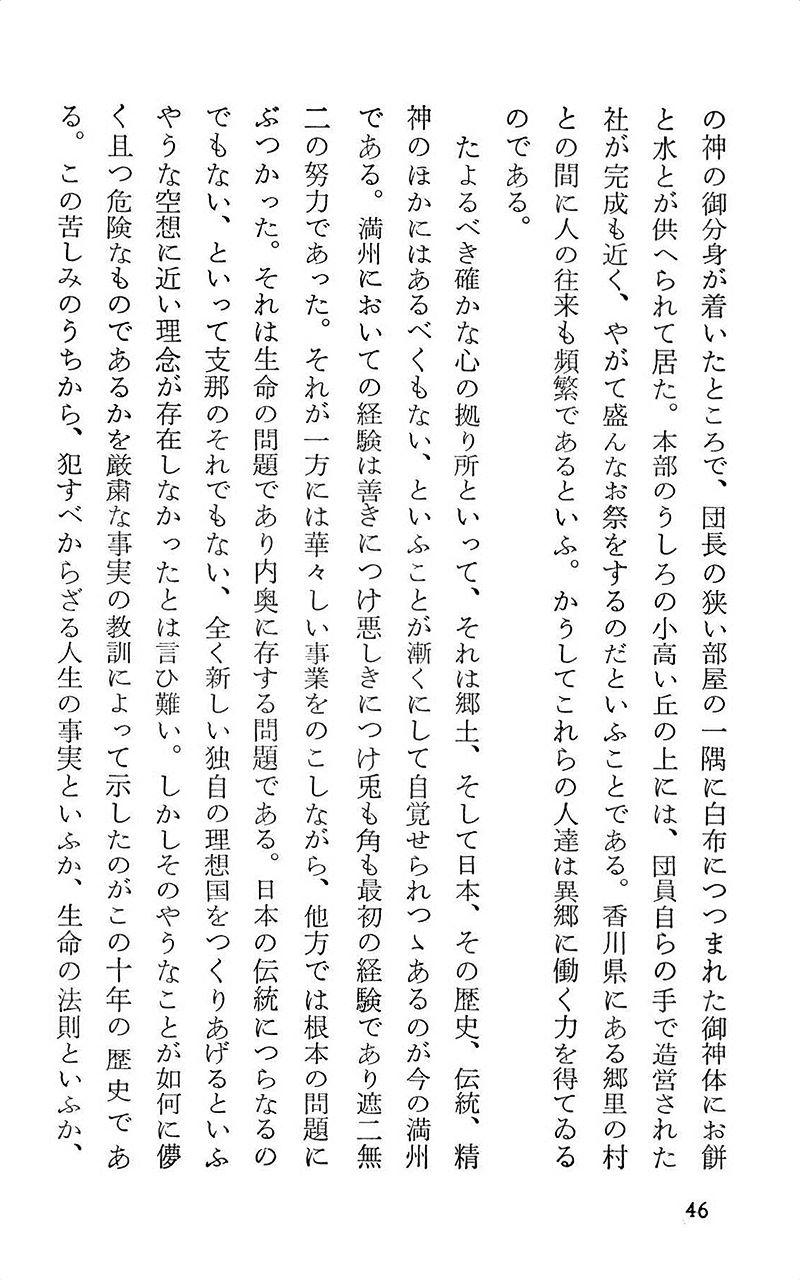 の神の御分身が着いたところで、団長の狭い部屋の一隅に白布につつまれた御神体にお餅
と水とが供へられて居た。本部のうしろの小高い丘の上には、団員自らの手で造営された
社が完成も近く、やがて盛んなお祭をするのだといふことである。香川県にある郷里の村
との間に人の往来も頻繁であるといふ。かうしてこれらの人達は異郷に働く力を得てゐる
のである。
たよるべき確かな心の拠り所といって、それは郷土、そして日本、その歴史、伝統、精
神のほかにはあるべくもない、といふことが漸くにして自覚せられつゝあるのが今の満州
である。満州においての経験は善きにつけ悪しきにつけ兎も角も最初の経験であり遮二無
二の努力であった。それが一方には華々しい事業をのこしながら、他方では根本の問題に
ぶつかった。それは生命の問題であり内奥に存する問題である。日本の伝統につらなるの
でもない、といって支那のそれでもない、全く新しい独自の理想国をつくりあげるといふ
やうな空想に近い理念が存在しなかったとは言ひ難い。しかしそのやうなことが如何に儚
く且つ危険なものであるかを厳粛な事実の教訓によって示したのがこの十年の歴史であ
る。この苦しみのうちから、犯すべからざる人生の事実といふか、生命の法則といふか、
46